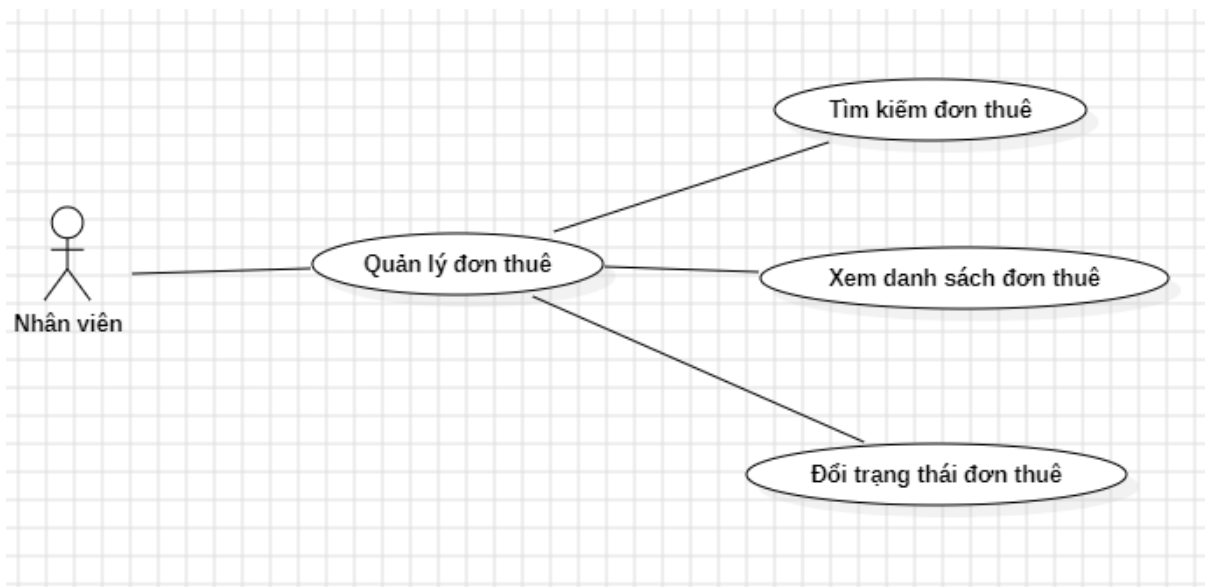 Tìm kiếm đơn thuê
Quản lý đơn thuê
Xem danh sách đơn thuê
Nhân viên
Đổi trạng thái đơn thuê